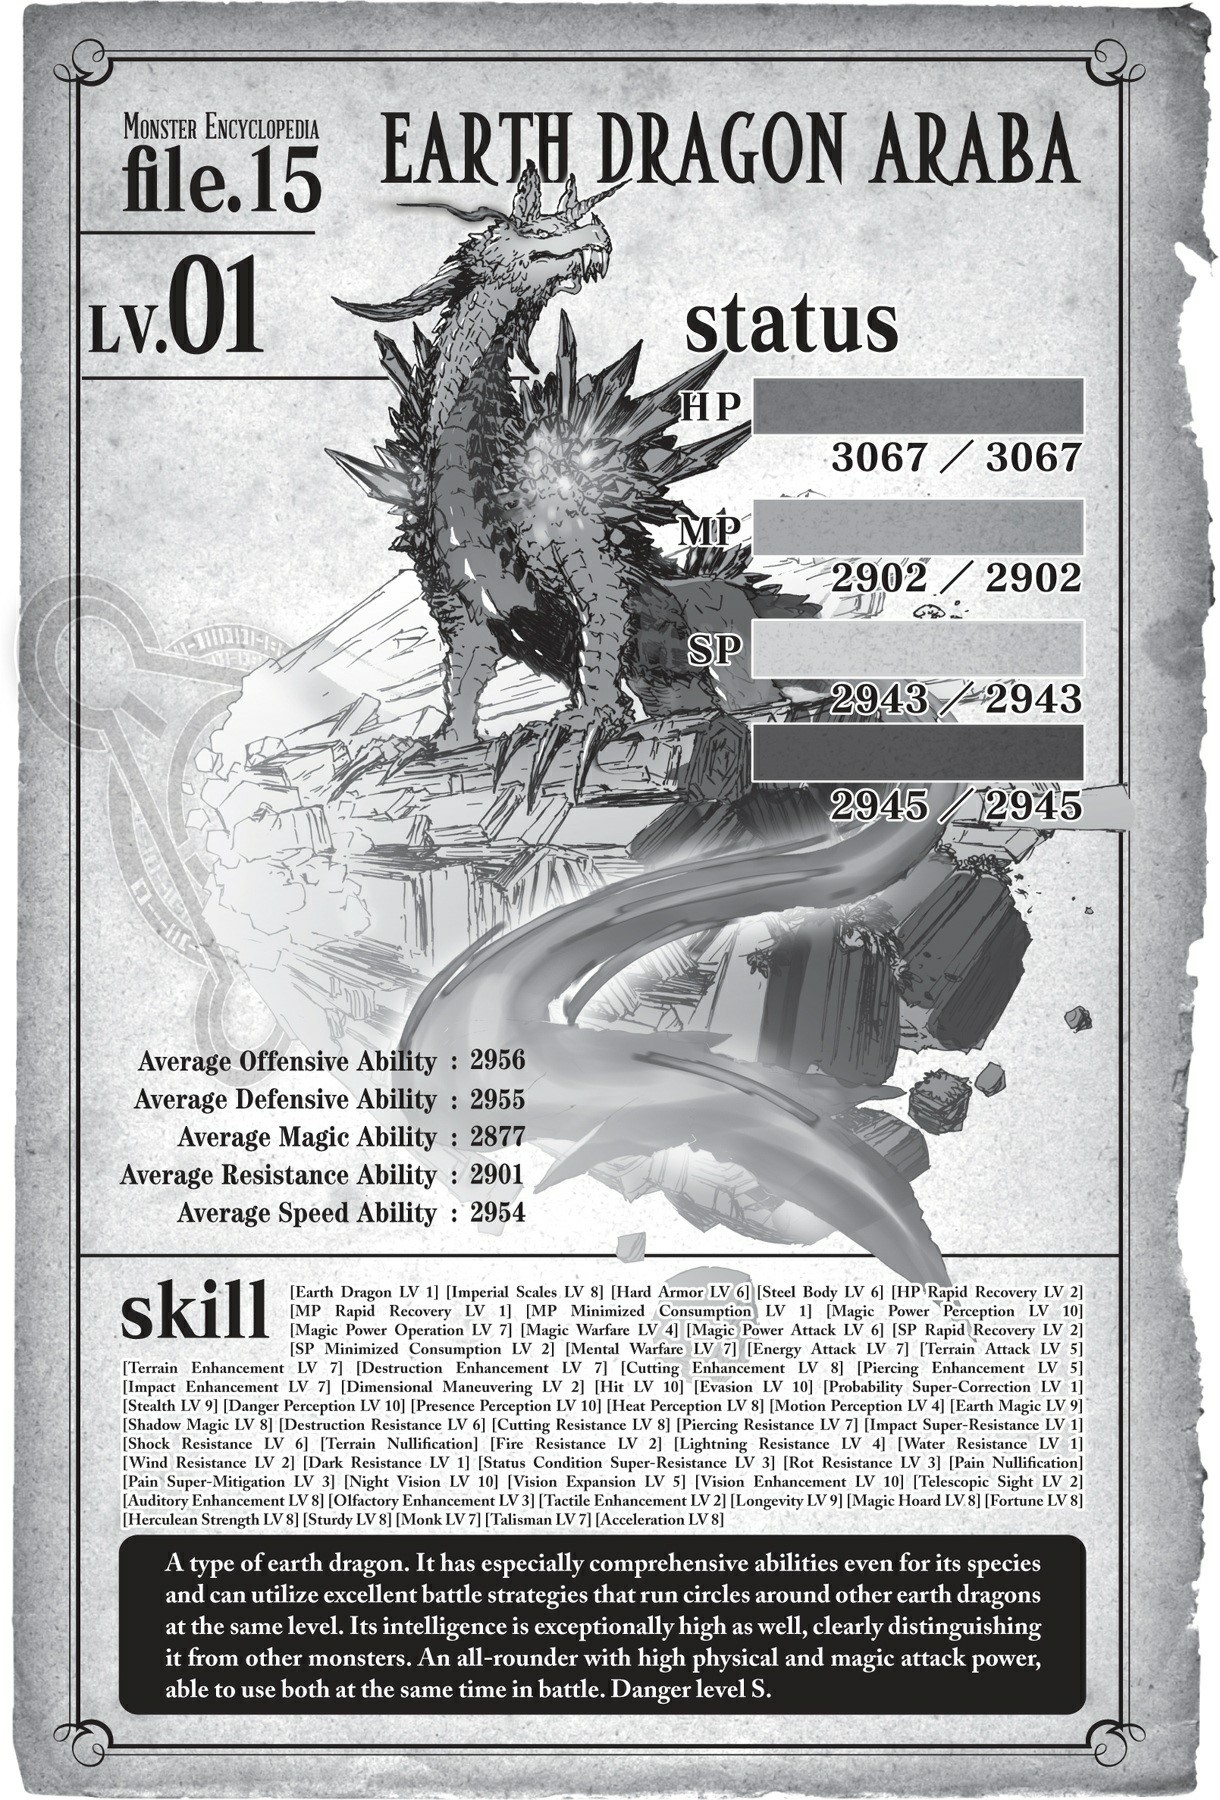 MONSTER ENCYCLOPEDIA
file.15
EARTH DRAGON ARABA
LV.01
status
HP
3067 / 3067
MP
2902 / 2902
SP
2943 / 2943
2945 / 2945
Average Offensive Ability : 2956
Average Defensive Ability : 2955
Average Magic Ability : 2877
Average Resistance Ability : 2901
Average Speed Ability : 2954
skill
[Earth Dragon LV 1] [Imperial Scales LV 8] [Hard Armor LV 6] [Steel Body LV 6] [HP Rapid Recovery LV 2]
[MP Rapid Recovery LV 1] [MP Minimized Consumption LV 1] [Magic Power Perception LV 10]
[Magic Power Operation LV 7] [Magic Warfare LV 4] [Magic Power Attack LV 6] [SP Rapid Recovery LV 2]
[SP Minimized Consumption LV 2] [Mental Warfare LV 7] [Energy Attack LV 7] [Terrain Attack LV 5]
[Terrain Enhancement LV 7] [Destruction Enhancement LV 7] [Cutting Enhancement LV 8] [Piercing Enhancement LV 5]
[Impact Enhancement LV 7] [Dimensional Maneuvering LV 2] [Hit LV 10] [Evasion LV 10] [Probability Super-Correction LV 1]
[Stealth LV 9] [Danger Perception LV 10] [Presence Perception LV 10] [Heat Perception LV 8] [Motion Perception LV 4] [Earth Magic LV 9]
[Shadow Magic LV 8] [Destruction Resistance LV 6] [Cutting Resistance LV 8] [Piercing Resistance LV 7] [Impact Super-Resistance LV 1]
[Shock Resistance LV 6] [Terrain Nullification] [Fire Resistance LV 2] [Lightning Resistance LV 4] [Water Resistance LV 1]
[Wind Resistance LV 2] [Dark Resistance LV 1] [Status Condition Super-Resistance LV 3] [Rot Resistance LV 3] [Pain Nullification]
[Pain Super-Mitigation LV 3] [Night Vision LV 10] [Vision Expansion LV 5] [Vision Enhancement LV 10] [Telescopic Sight LV 2]
[Auditory Enhancement LV 8] [Olfactory Enhancement LV 3] [Tactile Enhancement LV 2] [Longevity LV 9] [Magic Hoard LV 8] [Fortune LV 8]
[Herculean Strength LV 8] [Sturdy LV 8] [Monk LV 7] [Talisman LV 7] [Acceleration LV 8]
A type of earth dragon. It has especially comprehensive abilities even for its species
and can utilize excellent battle strategies that run circles around other earth dragons
at the same level. Its intelligence is exceptionally high as well, clearly distinguishing
it from other monsters. An all-rounder with high physical and magic attack power,
able to use both at the same time in battle. Danger level S.